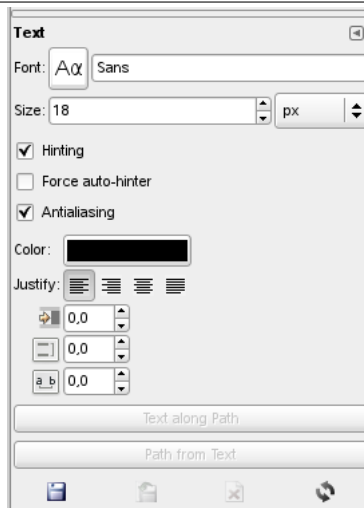 Text
Font: Aα Sans
Size: 18 px
Hinting
Force auto-hinter
Antialiasing
Color:
Justify:
0,0
0,0
a b 0,0
Text along Path
Path from Text